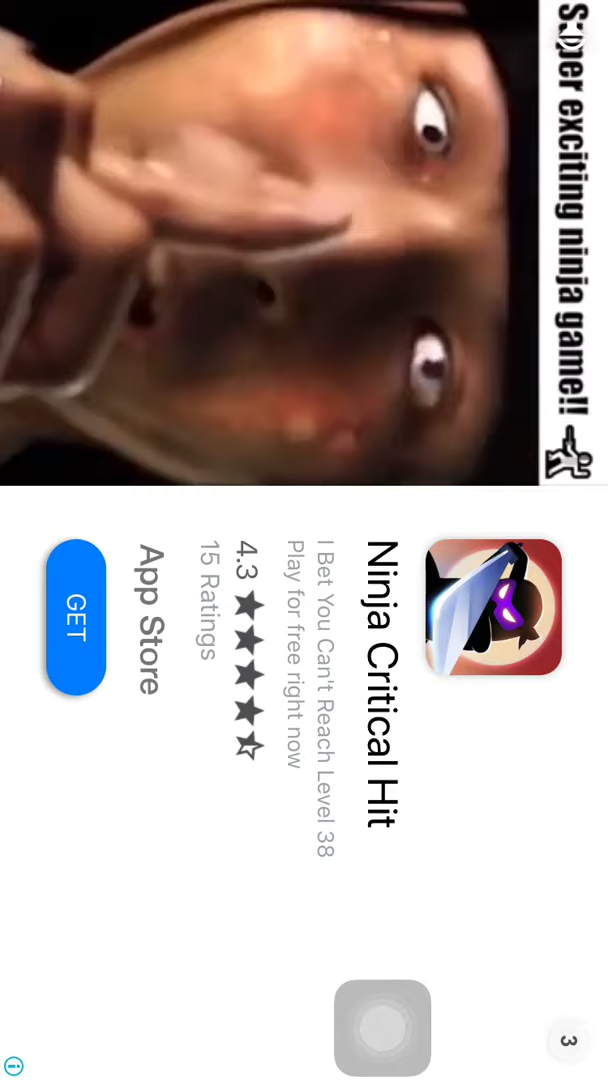 Super exciting ninja game!!
Ninja Critical Hit
I Bet You Can't Reach Level 38
Play for free right now
4.3
15 Ratings
App Store
GET
3